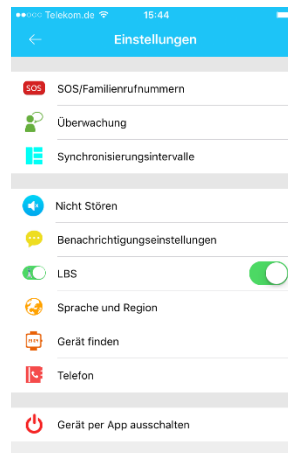 Telekom.de 15:44
Einstellungen
SOS SOS/Familienrufnummern
Überwachung
Synchronisierungsintervalle
Nicht Stören
Benachrichtigungseinstellungen
LBS
Sprache und Region
Gerät finden
Telefon
Gerät per App ausschalten